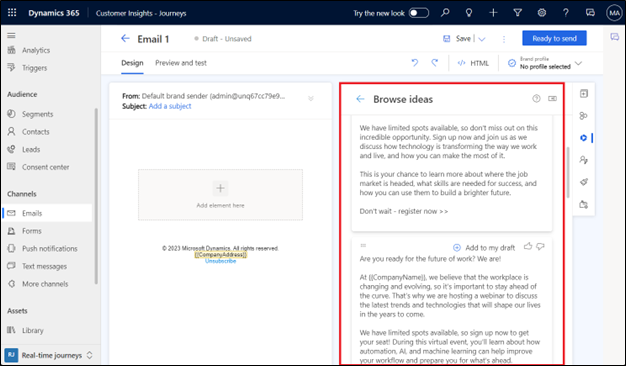 Dynamics 365
Customer Insights - Journeys
Try the new look
MA
Analytics
Triggers
Audience
Segments
Contacts
Leads
Consent center
Channels
Emails
Forms
Push notifications
Text messages
More channels
Assets
Library
RJ
Real-time journeys
Email 1
Draft - Unsaved
Save
Ready to send
Design
Preview and test
HTML
Brand profile
No profile selected
From: Default brand sender (admin@unq67cc79e9...
Subject: Add a subject
Add element here
© 2023 Microsoft Dynamics. All rights reserved.
{{CompanyAddress}}
Unsubscribe
Browse ideas
We have limited spots available, so don't miss out on this
incredible opportunity. Sign up now and join us as we
discuss how technology is transforming the way we work
and live, and how you can make the most of it.
This is your chance to learn more about where the job
market is headed, what skills are needed for success, and
how you can use them to build a brighter future.
Don't wait - register now >>
Add to my draft
Are you ready for the future of work? We are!
At {{CompanyName}}, we believe that the workplace is
changing and evolving, so it's important to stay ahead of
the curve. That's why we are hosting a webinar to discuss
the latest trends and technologies that will shape our lives
in the years to come.
We have limited spots available, so sign up now to get
your seat! During this virtual event, you'll learn about how
automation, AI, and machine learning can help improve
your workflow and prepare you for what's ahead.